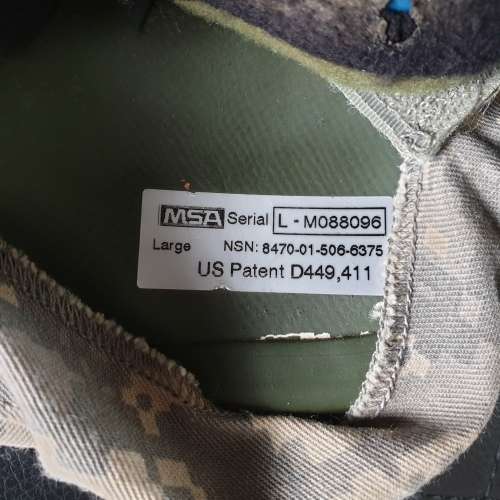 MSA Serial L - M088096
Large NSN: 8470-01-506-6375
US Patent D449,411